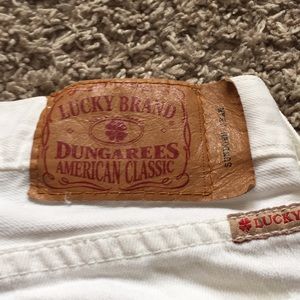 LUCKY BRAND
DUNGAREES
AMERICAN CLASSIC
LUCKY